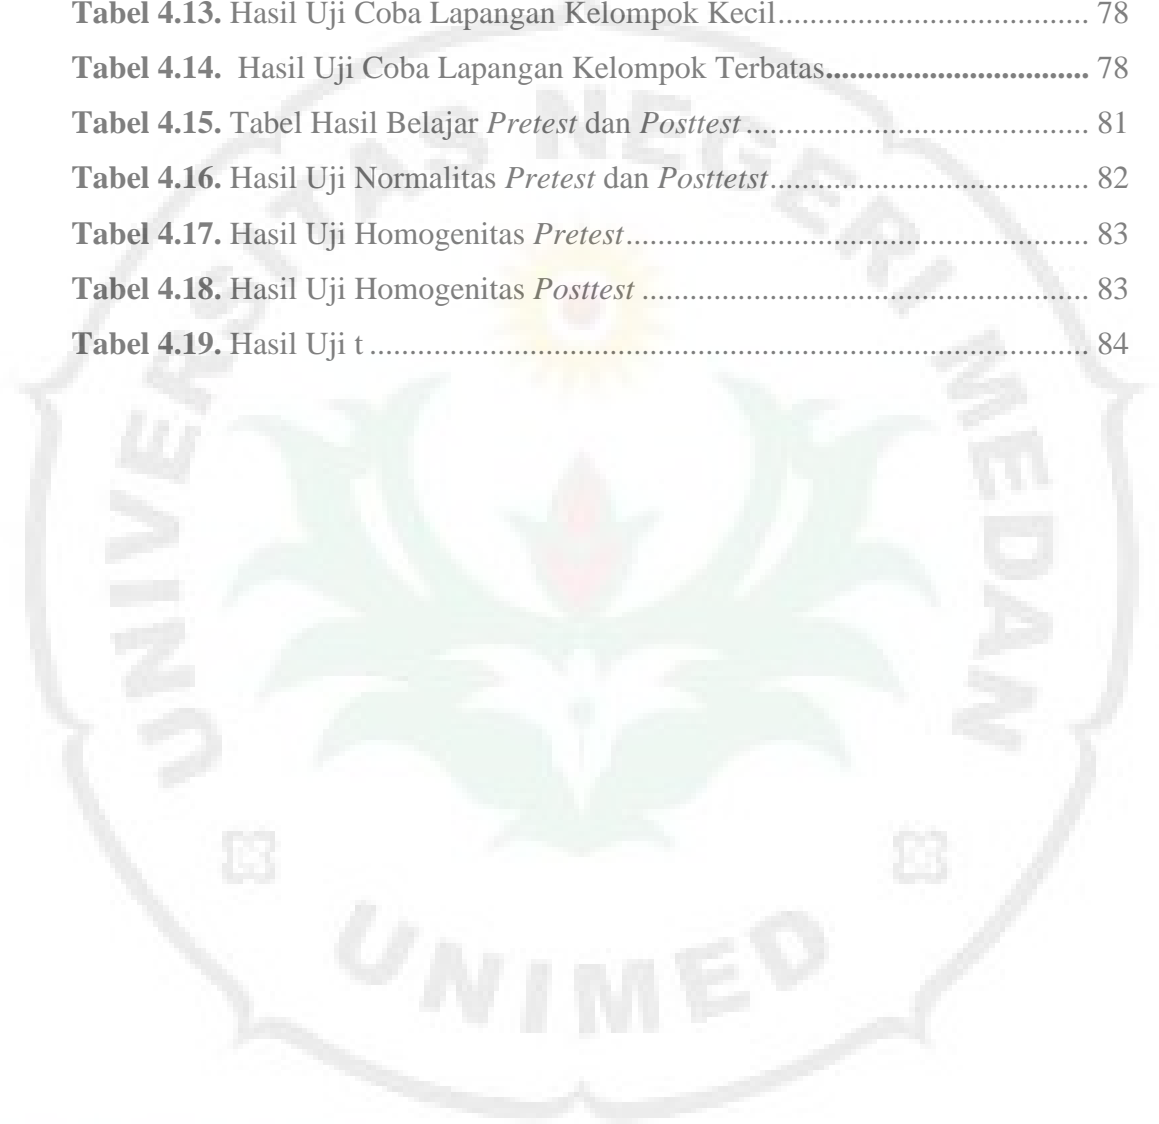 Tabel 4.13. Hasil Uji Coba Lapangan Kelompok Kecil....................................... 78
Tabel 4.14. Hasil Uji Coba Lapangan Kelompok Terbatas................................. 78
Tabel 4.15. Tabel Hasil Belajar Pretest dan Posttest........................................... 81
Tabel 4.16. Hasil Uji Normalitas Pretest dan Posttetst........................................ 82
Tabel 4.17. Hasil Uji Homogenitas Pretest.......................................................... 83
Tabel 4.18. Hasil Uji Homogenitas Posttest ........................................................ 83
Tabel 4.19. Hasil Uji t .......................................................................................... 84
UNIVERSITAS NEGERI MEDAN
UNIMED